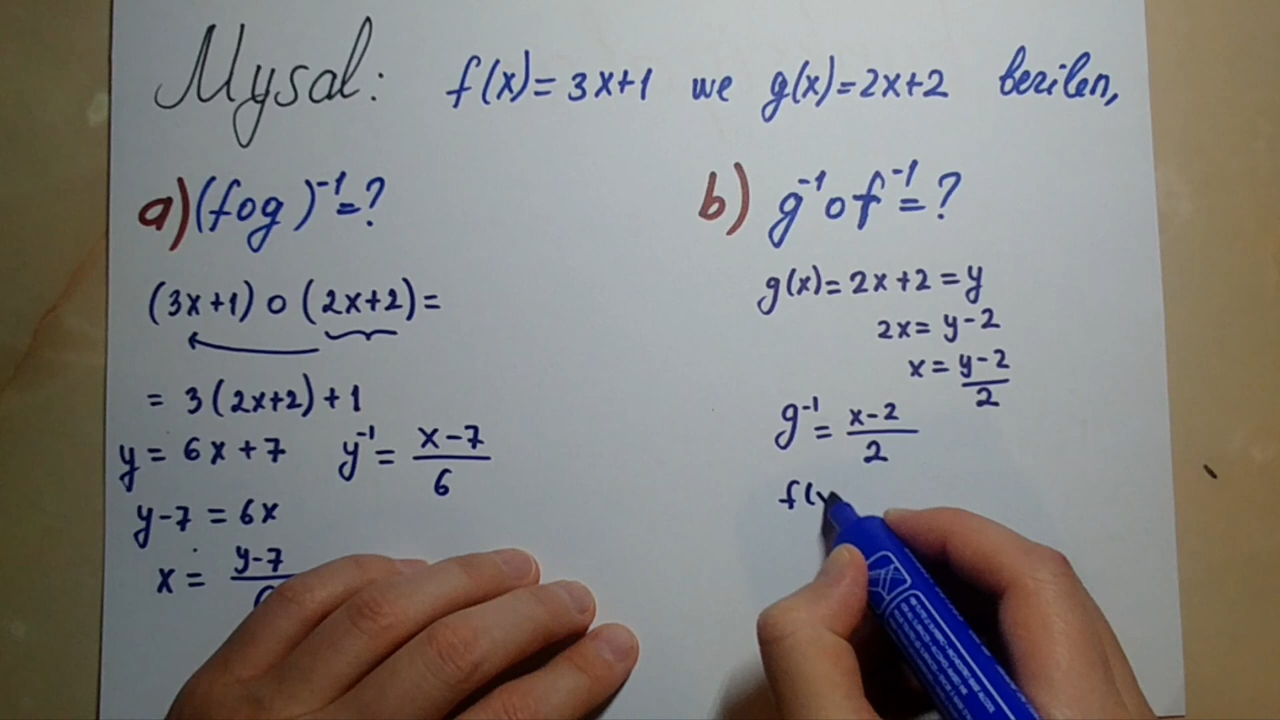 Mysal: f(x)=3x+1 we g(x)=2x+2 berilen,
a) (fog)⁻¹=?
(3x+1) o (2x+2)=
= 3(2x+2)+1
y= 6x+7 y⁻¹= (x-7)/6
y-7=6x
x= y-7
b) g⁻¹of⁻¹=?
g(x)=2x+2=y
2x= y-2
x= (y-2)/2
g⁻¹= (x-2)/2
f(x